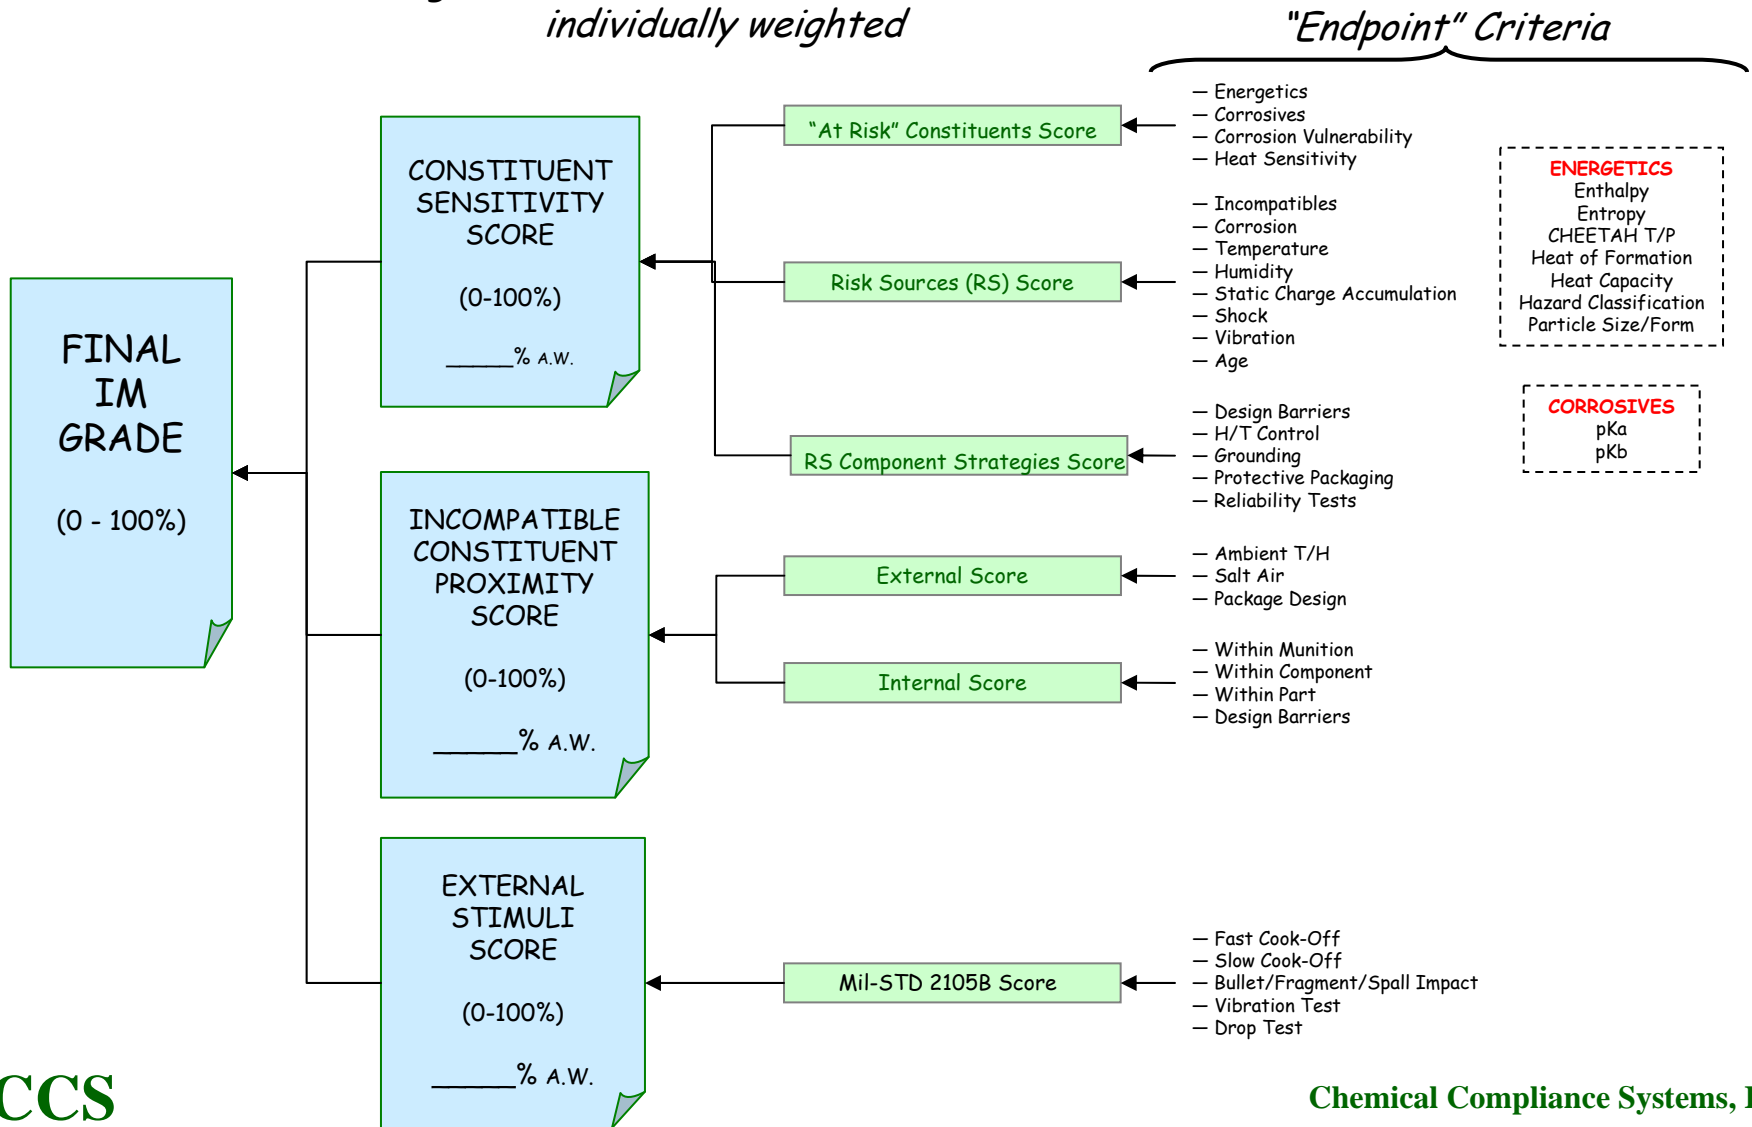 individually weighted
"Endpoint" Criteria
FINAL
IM
GRADE
(0 - 100%)
CONSTITUENT
SENSITIVITY
SCORE
(0-100%)
_____% A.W.
INCOMPATIBLE
CONSTITUENT
PROXIMITY
SCORE
(0-100%)
_____% A.W.
EXTERNAL
STIMULI
SCORE
(0-100%)
_____% A.W.
"At Risk" Constituents Score
Risk Sources (RS) Score
RS Component Strategies Score
External Score
Internal Score
Mil-STD 2105B Score
— Energetics
— Corrosives
— Corrosion Vulnerability
— Heat Sensitivity
— Incompatibles
— Corrosion
— Temperature
— Humidity
— Static Charge Accumulation
— Shock
— Vibration
— Age
— Design Barriers
— H/T Control
— Grounding
— Protective Packaging
— Reliability Tests
— Ambient T/H
— Salt Air
— Package Design
— Within Munition
— Within Component
— Within Part
— Design Barriers
— Fast Cook-Off
— Slow Cook-Off
— Bullet/Fragment/Spall Impact
— Vibration Test
— Drop Test
ENERGETICS
Enthalpy
Entropy
CHEETAH T/P
Heat of Formation
Heat Capacity
Hazard Classification
Particle Size/Form
CORROSIVES
pKa
pKb
CCS
Chemical Compliance Systems,